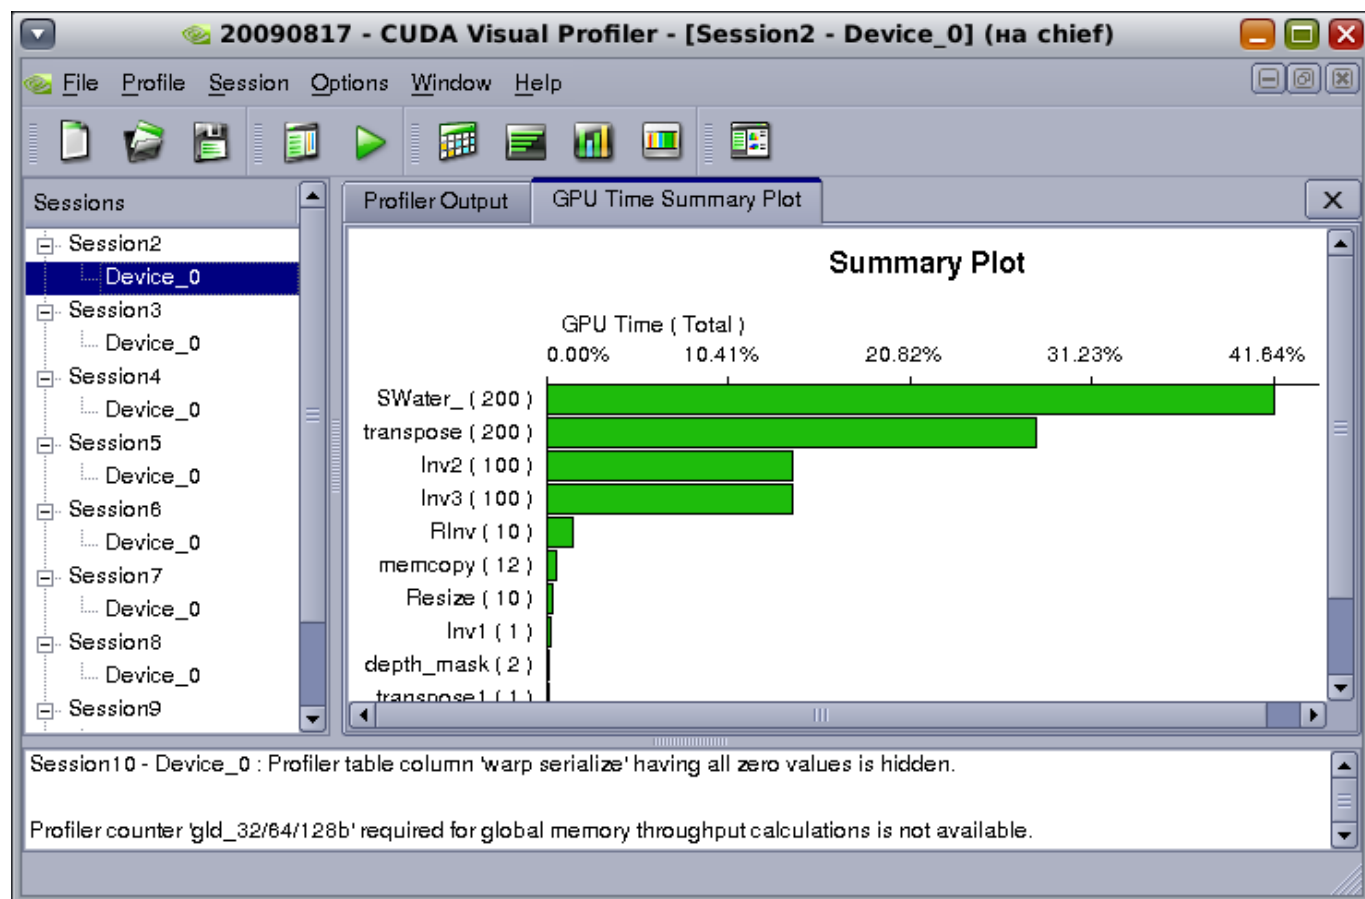 20090817 - CUDA Visual Profiler - [Session2 - Device_0] (на chief)
File Profile Session Options Window Help
Sessions
Session2
Device_0
Session3
Device_0
Session4
Device_0
Session5
Device_0
Session6
Device_0
Session7
Device_0
Session8
Device_0
Session9
Profiler Output GPU Time Summary Plot
Summary Plot
GPU Time ( Total )
0.00% 10.41% 20.82% 31.23% 41.64%
SWater_ ( 200 )
transpose ( 200 )
Inv2 ( 100 )
Inv3 ( 100 )
RInv ( 10 )
memcopy ( 12 )
Resize ( 10 )
Inv1 ( 1 )
depth_mask ( 2 )
transpose1 ( 1 )
Session10 - Device_0 : Profiler table column 'warp serialize' having all zero values is hidden.
Profiler counter 'gld_32/64/128b' required for global memory throughput calculations is not available.